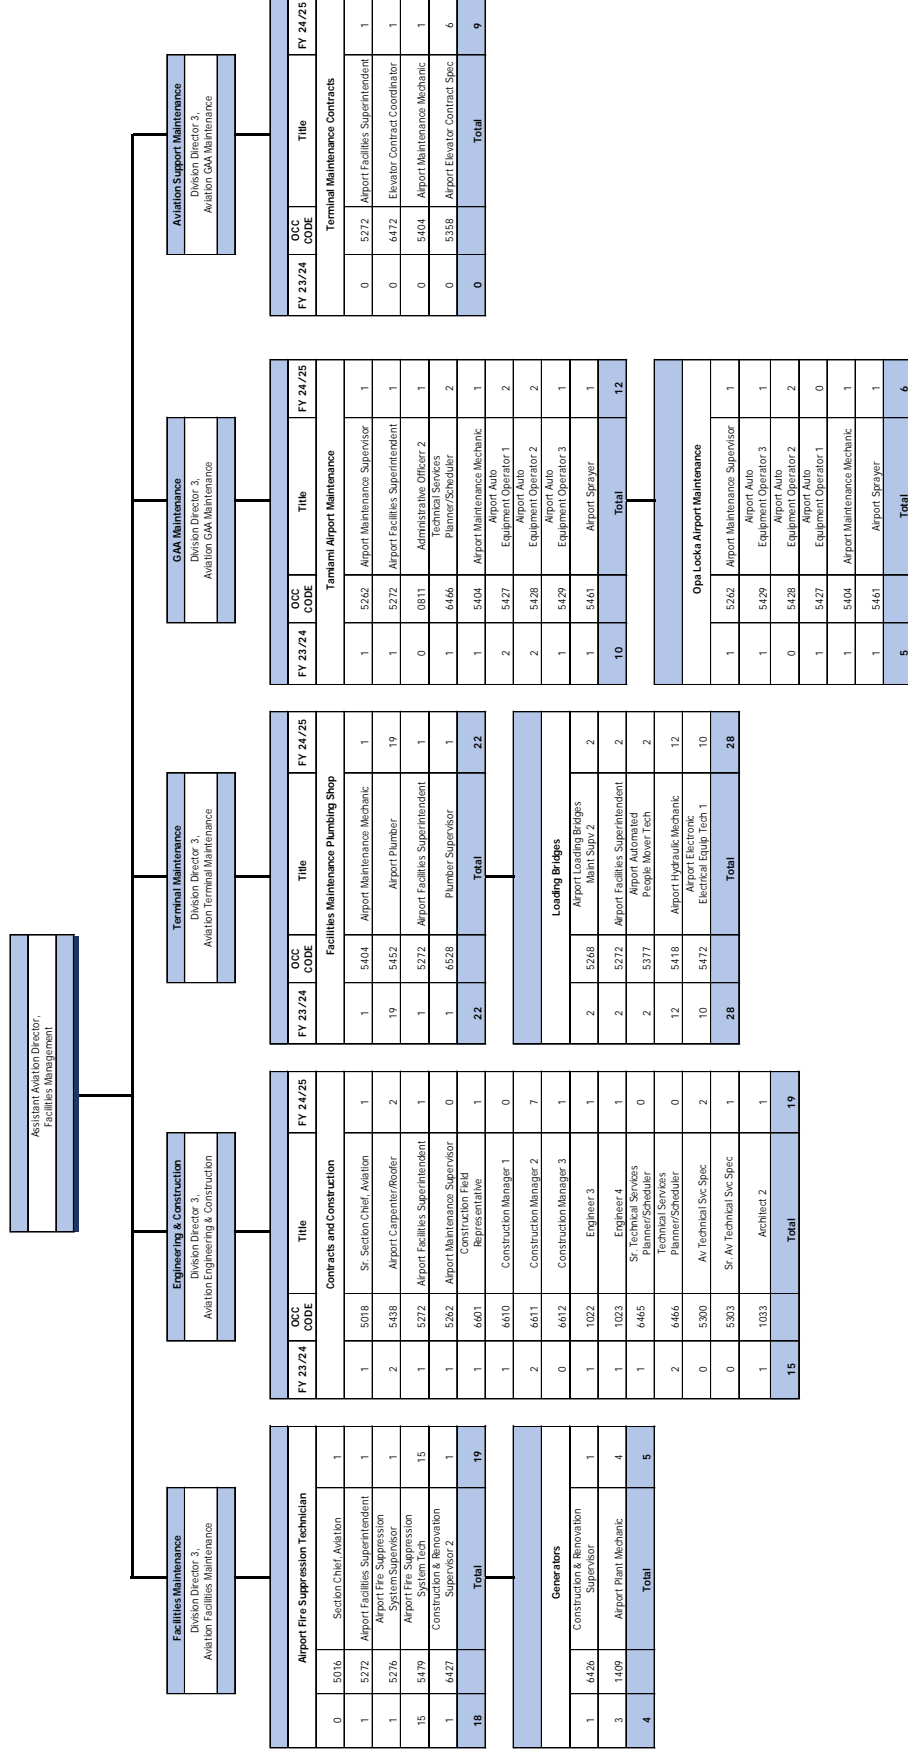 Assistant Aviation Director,
Facilities Management
Facilities Maintenance
Division Director 3,
Aviation Facilities Maintenance
Airport Fire Suppression Technician
0 5016 Section Chief, Aviation 1
1 5272 Airport Facilities Superintendent 1
1 5276 Airport Fire Suppression
System Supervisor 1
15 5479 Airport Fire Suppression
System Tech 15
1 6427 Construction & Renovation
Supervisor 2 1
18 Total 19
Generators
1 6426 Construction & Renovation
Supervisor 1
3 1409 Airport Plant Mechanic 4
4 Total 5
Engineering & Construction
Division Director 3,
Aviation Engineering & Construction
FY 23/24 OCC
CODE Title FY 24/25
Contracts and Construction
1 5018 Sr. Section Chief, Aviation 1
2 5438 Airport Carpenter/Roofer 2
1 5272 Airport Facilities Superintendent 1
1 5262 Airport Maintenance Supervisor 0
1 6601 Construction Field
Representative 1
1 6610 Construction Manager 1 0
2 6611 Construction Manager 2 7
0 6612 Construction Manager 3 1
1 1022 Engineer 3 1
1 1023 Engineer 4 1
1 6465 Sr. Technical Services
Planner/Scheduler 0
2 6466 Technical Services
Planner/Scheduler 0
0 5300 Av Technical Svc Spec 2
0 5303 Sr. Av Technical Svc Spec 1
1 1033 Architect 2 1
15 Total 19
Terminal Maintenance
Division Director 3,
Aviation Terminal Maintenance
FY 23/24 OCC
CODE Title FY 24/25
Facilities Maintenance Plumbing Shop
1 5404 Airport Maintenance Mechanic 1
19 5452 Airport Plumber 19
1 5272 Airport Facilities Superintendent 1
1 6528 Plumber Supervisor 1
22 Total 22
Loading Bridges
2 5268 Airport Loading Bridges
Maint Supv 2 2
2 5272 Airport Facilities Superintendent 2
2 5377 Airport Automated
People Mover Tech 2
12 5418 Airport Hydraulic Mechanic 12
10 5472 Airport Electronic
Electrical Equip Tech 1 10
28 Total 28
GAA Maintenance
Division Director 3,
Aviation GAA Maintenance
FY 23/24 OCC
CODE Title FY 24/25
Tamiami Airport Maintenance
1 5262 Airport Maintenance Supervisor 1
1 5272 Airport Facilities Superintendent 1
0 0811 Administrative Officerr 2 1
1 6466 Technical Services
Planner/Scheduler 2
1 5404 Airport Maintenance Mechanic 1
2 5427 Airport Auto
Equipment Operator 1 2
2 5428 Airport Auto
Equipment Operator 2 2
1 5429 Airport Auto
Equipment Operator 3 1
1 5461 Airport Sprayer 1
10 Total 12
Opa Locka Airport Maintenance
1 5262 Airport Maintenance Supervisor 1
1 5429 Airport Auto
Equipment Operator 3 1
0 5428 Airport Auto
Equipment Operator 2 2
1 5427 Airport Auto
Equipment Operator 1 0
1 5404 Airport Maintenance Mechanic 1
1 5461 Airport Sprayer 1
5 Total 6
Aviation Support Maintenance
Division Director 3,
Aviation GAA Maintenance
FY 23/24 OCC
CODE Title FY 24/25
Terminal Maintenance Contracts
0 5272 Airport Facilities Superintendent 1
0 6472 Elevator Contract Coordinator 1
0 5404 Airport Maintenance Mechanic 1
0 5358 Airport Elevator Contract Spec 6
0 Total 9